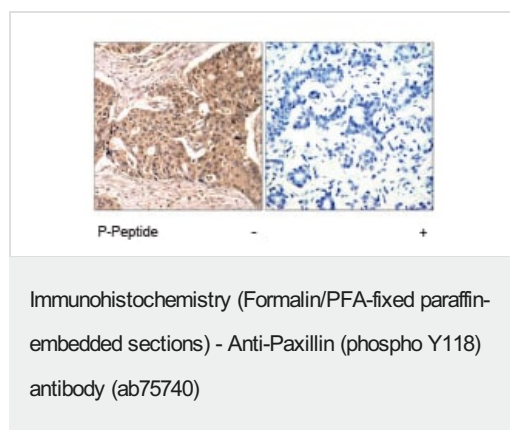 P-Peptide - +
Immunohistochemistry (Formalin/PFA-fixed paraffin-
embedded sections) - Anti-Paxillin (phospho Y118)
antibody (ab75740)